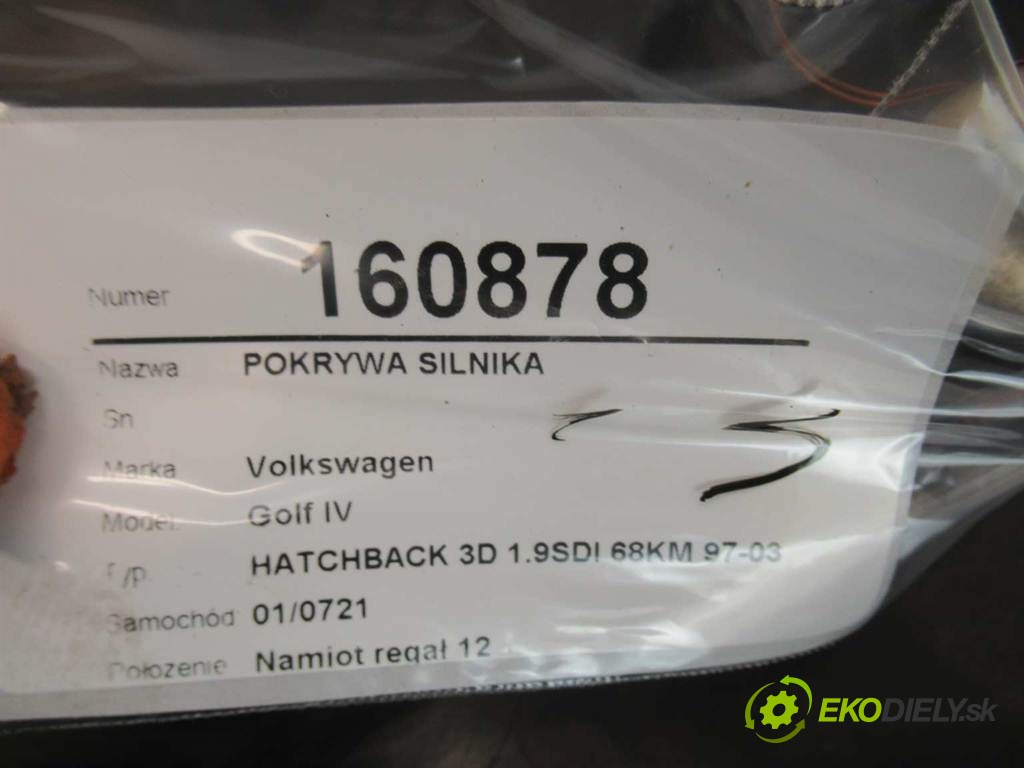 Numer 160878
Nazwa POKRYWA SILNIKA
Sn
Marka Volkswagen
Model: Golf IV
Typ HATCHBACK 3D 1.9SDI 68KM 97-03
Samochód 01/0721
Położenie Namiot regał 12
EKODIELY.sk